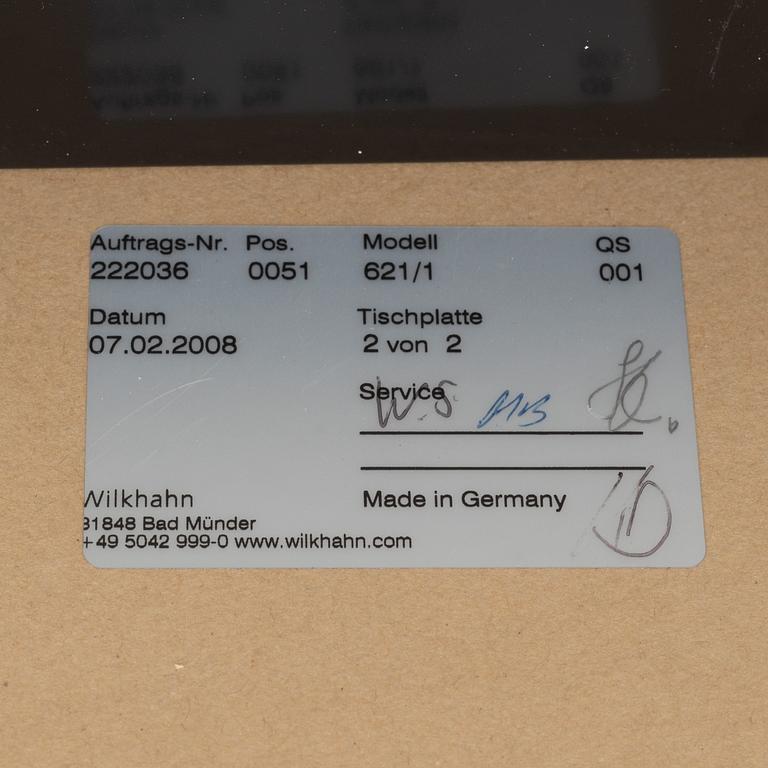 Auftrags-Nr. Pos. Modell QS
222036 0051 621/1 001
Datum Tischplatte
07.02.2008 2 von 2
Service
W.S. MB
Wilkhahn Made in Germany
31848 Bad Münder
+49 5042 999-0 www.wilkhahn.com